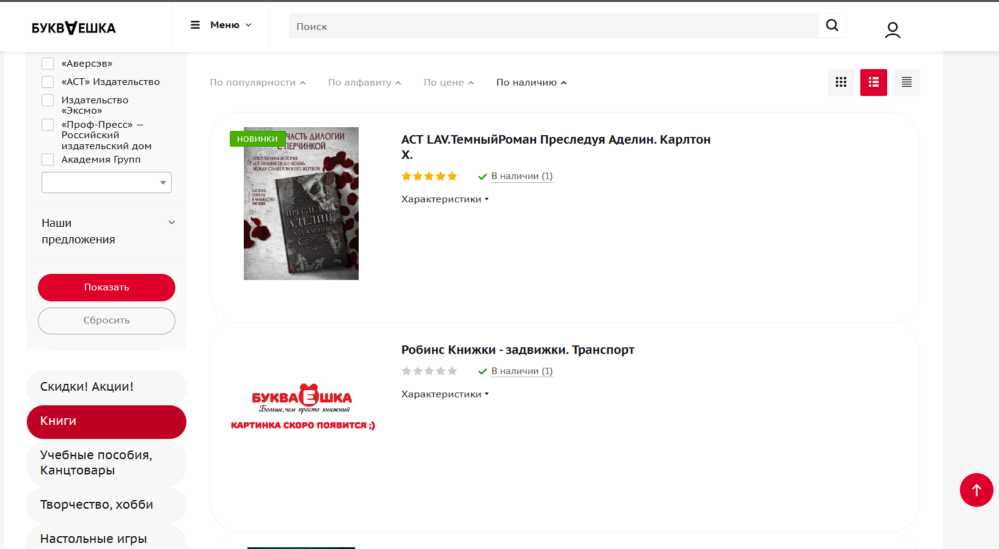 БУКВАЕШКА
Меню
Поиск
«Аверсэв»
«АСТ» Издательство
Издательство
«Эксмо»
«Проф-Пресс» —
Российский
издательский дом
Академия Групп
Наши
предложения
Показать
Сбросить
Скидки! Акции!
Книги
Учебные пособия,
Канцтовары
Творчество, хобби
Настольные игры
По популярности
По алфавиту
По цене
По наличию
НОВИНКИ
ЧАСТЬ ДИЛОГИИ
С ПЕРЧИНКОЙ
ОТКРОВЕННАЯ ИСТОРИЯ
«ОТ НЕНАВИСТИ ДО ЛЮБВИ»
МЕЖДУ СТАЛКЕРОМ И ЕГО ЖЕРТВОЙ
САСПЕНС,
СЕКРЕТЫ
И МНОЖЕСТВО
ЭМОЦИЙ
18+
АДЕЛИН
Х. Д. КАРЛТОН
АСТ LAV.ТемныйРоман Преследуя Аделин. Карлтон
Х.
В наличии (1)
Характеристики
БУКВАЕШКА
Больше, чем просто книжный
КАРТИНКА СКОРО ПОЯВИТСЯ ;)
Робинс Книжки - задвижки. Транспорт
В наличии (1)
Характеристики